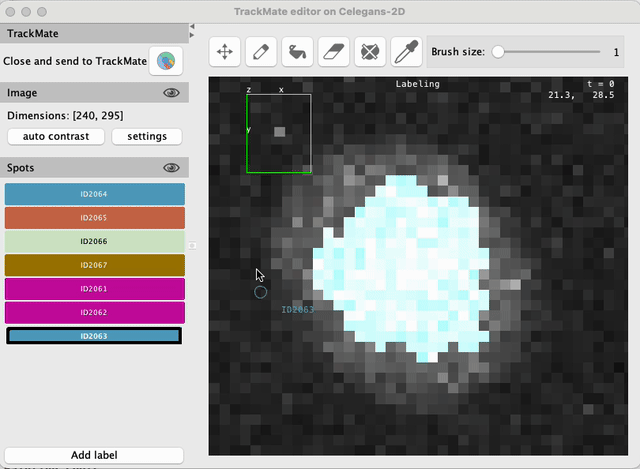 TrackMate editor on Celegans-2D
TrackMate
Close and send to TrackMate
Image
Dimensions: [240, 295]
auto contrast
settings
Spots
ID2064
ID2065
ID2066
ID2067
ID2061
ID2062
ID2063
Add label
Brush size:
1
Labeling
t = 0
21.3, 28.5
z
x
y
ID2063